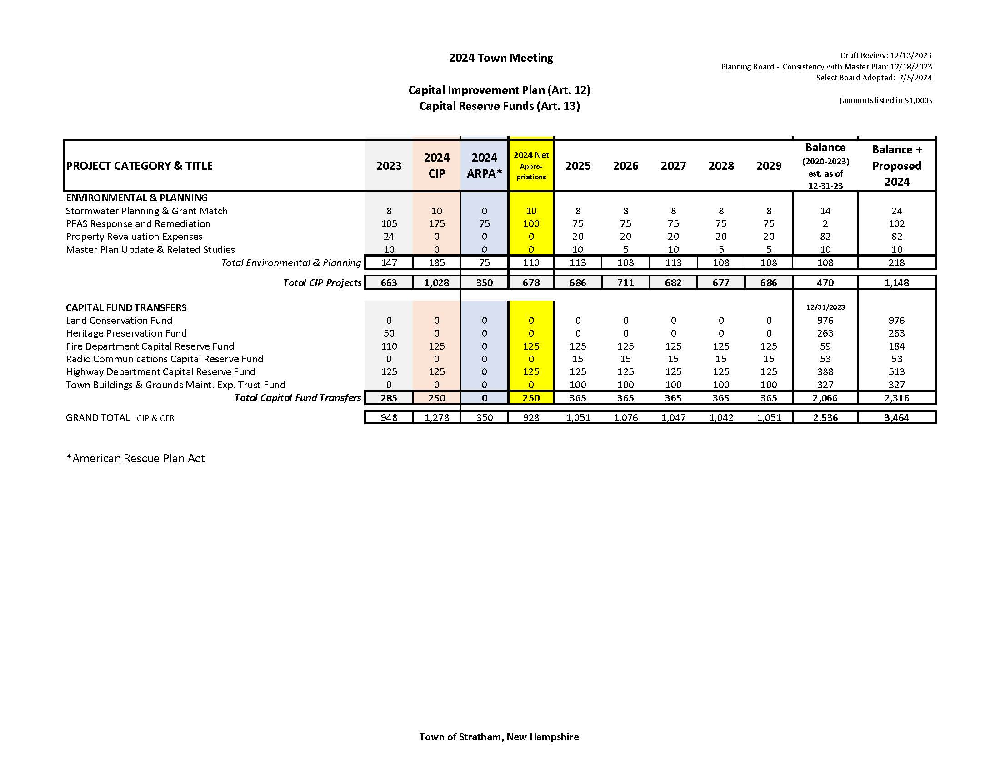 2024 Town Meeting
Draft Review: 12/13/2023
Planning Board - Consistency with Master Plan: 12/18/2023
Select Board Adopted: 2/5/2024
Capital Improvement Plan (Art. 12)
Capital Reserve Funds (Art. 13)
(amounts listed in $1,000s
PROJECT CATEGORY & TITLE 2023 2024 CIP 2024 ARPA* 2024 Net Appro-priations 2025 2026 2027 2028 2029 Balance (2020-2023) est. as of 12-31-23 Balance + Proposed 2024
ENVIRONMENTAL & PLANNING
Stormwater Planning & Grant Match 8 10 0 10 8 8 8 8 8 14 24
PFAS Response and Remediation 105 175 75 100 75 75 75 75 75 2 102
Property Revaluation Expenses 24 0 0 0 20 20 20 20 20 82 82
Master Plan Update & Related Studies 10 0 0 0 10 5 10 5 5 10 10
Total Environmental & Planning 147 185 75 110 113 108 113 108 108 108 218
Total CIP Projects 663 1,028 350 678 686 711 682 677 686 470 1,148
CAPITAL FUND TRANSFERS 12/31/2023
Land Conservation Fund 0 0 0 0 0 0 0 0 0 976 976
Heritage Preservation Fund 50 0 0 0 0 0 0 0 0 263 263
Fire Department Capital Reserve Fund 110 125 0 125 125 125 125 125 125 59 184
Radio Communications Capital Reserve Fund 0 0 0 0 15 15 15 15 15 53 53
Highway Department Capital Reserve Fund 125 125 0 125 125 125 125 125 125 388 513
Town Buildings & Grounds Maint. Exp. Trust Fund 0 0 0 0 100 100 100 100 100 327 327
Total Capital Fund Transfers 285 250 0 250 365 365 365 365 365 2,066 2,316
GRAND TOTAL CIP & CFR 948 1,278 350 928 1,051 1,076 1,047 1,042 1,051 2,536 3,464
*American Rescue Plan Act
Town of Stratham, New Hampshire